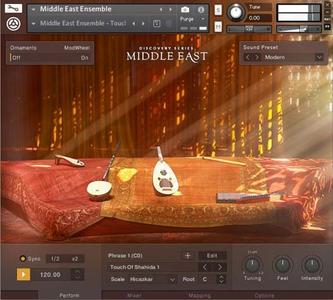 Middle East Ensemble
Middle East Ensemble - Touc
Purge
Tune
0.00
Ornaments
ModWheel
Off
On
DISCOVERY SERIES
MIDDLE EAST
Sound Preset
Modern
Sync
1/2
x2
120.00
Phrase 1 (CD)
Edit
Touch Of Shahida 1
Scale
Hicazkar
Root
C
Tuning
Feel
Intensity
Perform
Mixer
Mapping
Options